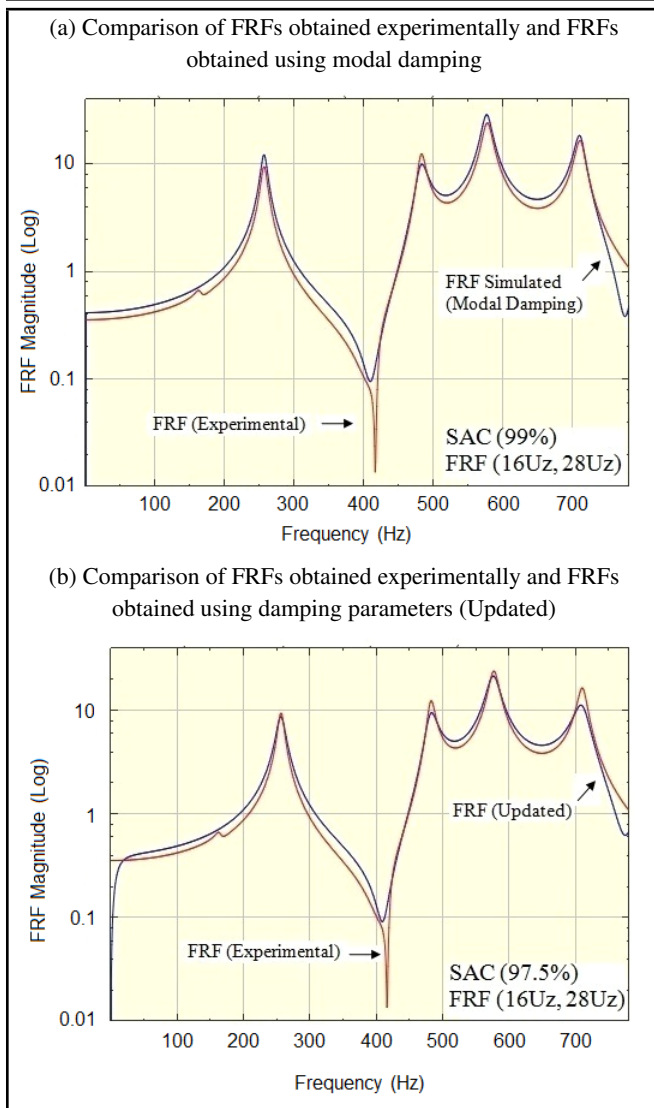 (a) Comparison of FRFs obtained experimentally and FRFs
obtained using modal damping
FRF Magnitude (Log)
10
1
0.1
0.01
FRF Simulated
(Modal Damping)
FRF (Experimental)
SAC (99%)
FRF (16Uz, 28Uz)
100 200 300 400 500 600 700
Frequency (Hz)
(b) Comparison of FRFs obtained experimentally and FRFs
obtained using damping parameters (Updated)
FRF Magnitude (Log)
10
1
0.1
0.01
FRF (Updated)
FRF (Experimental)
SAC (97.5%)
FRF (16Uz, 28Uz)
100 200 300 400 500 600 700
Frequency (Hz)